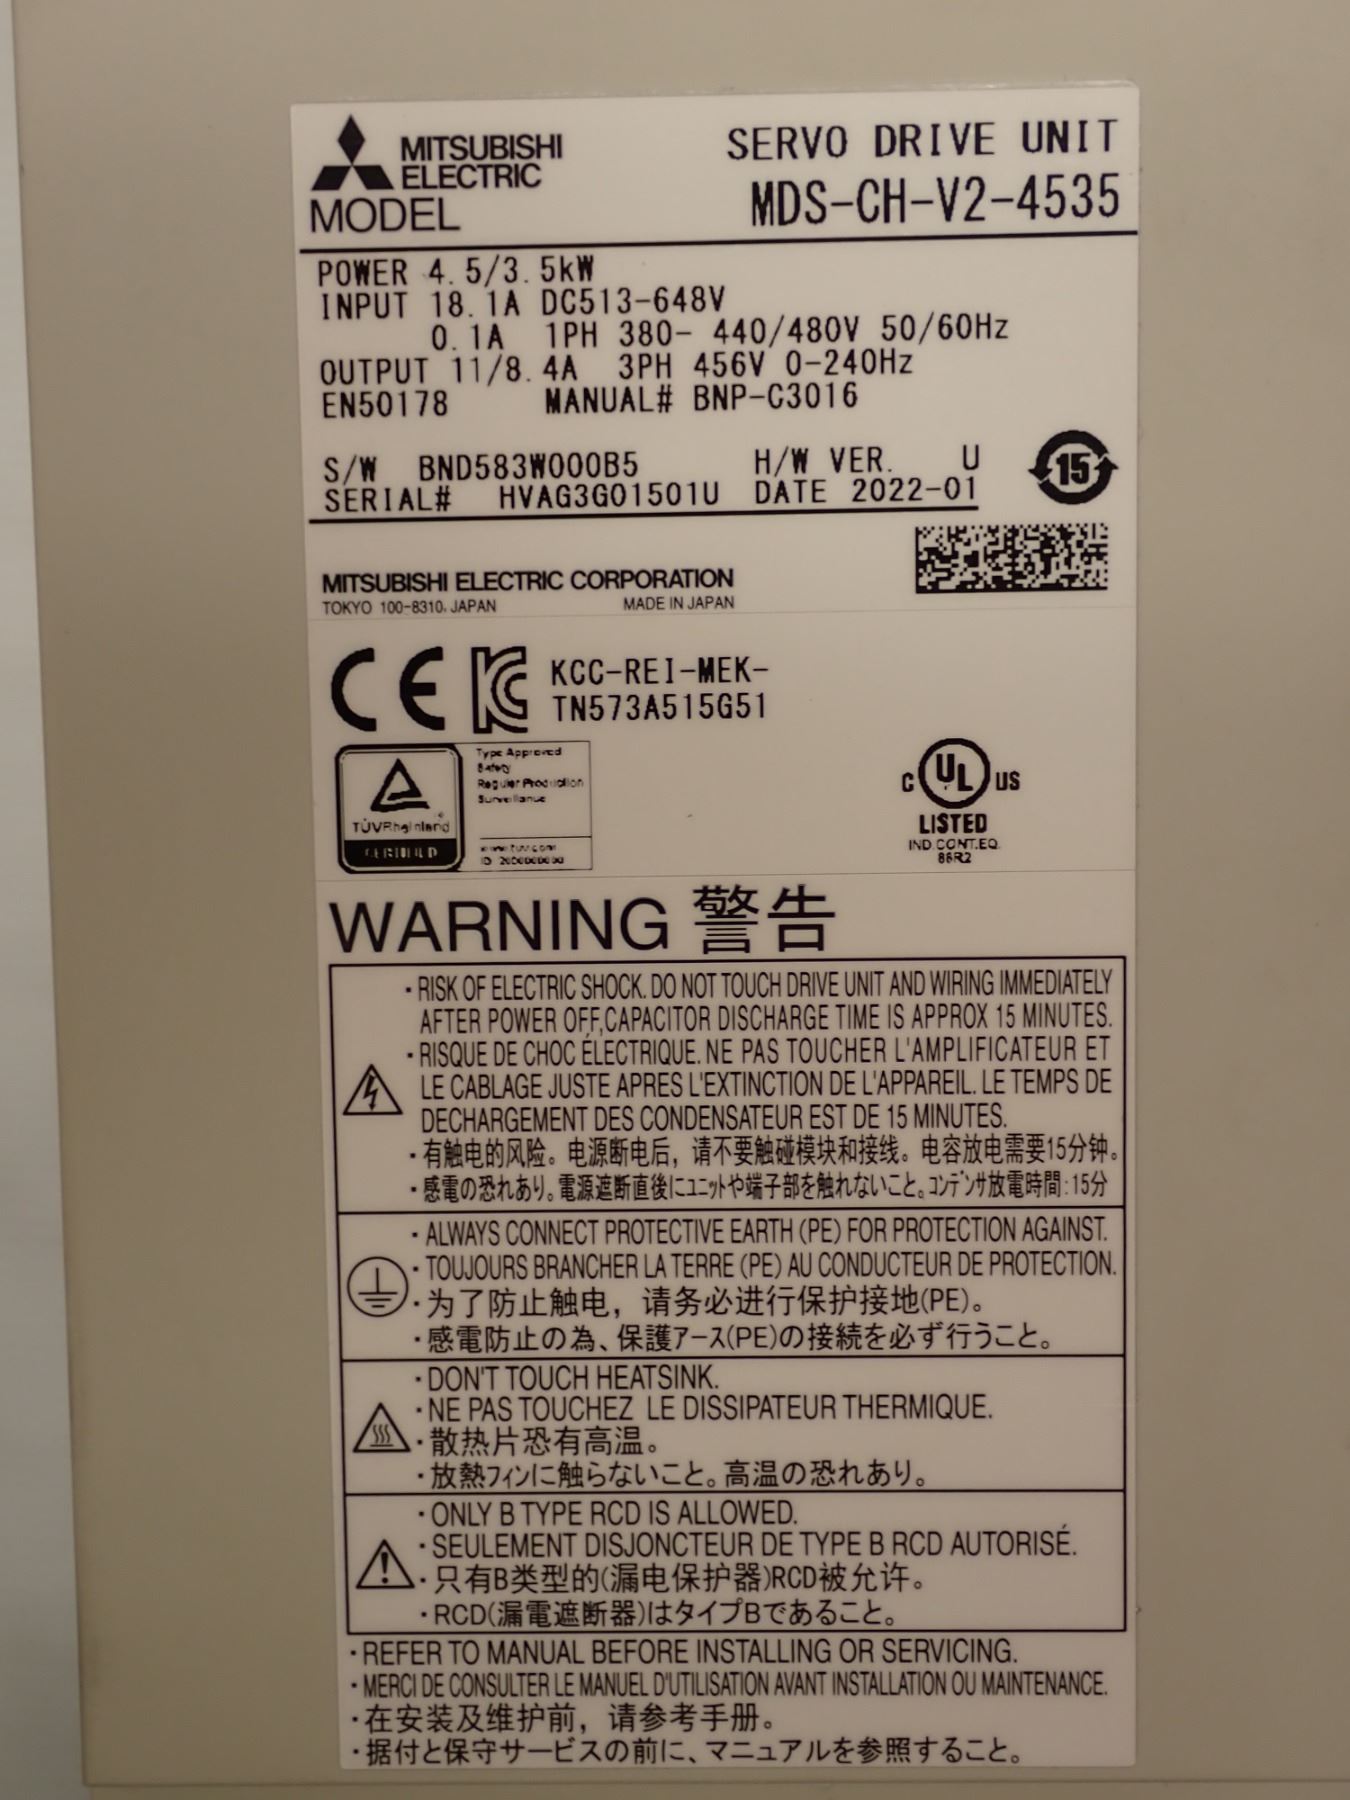 MITSUBISHI
ELECTRIC
SERVO DRIVE UNIT
MODEL
MDS-CH-V2-4535
POWER 4.5/3.5kW
INPUT 18.1A DC513-648V
0.1A 1PH 380- 440/480V 50/60Hz
OUTPUT 11/8.4A 3PH 456V 0-240Hz
EN50178 MANUAL# BNP-C3016
S/W BND583W000B5 H/W VER. U
SERIAL# HVAG3G01501U DATE 2022-01
15
MITSUBISHI ELECTRIC CORPORATION
TOKYO 100-8310, JAPAN MADE IN JAPAN
CE KC KCC-REI-MEK-
TN573A515G51
TÜVRheinland
Type Approved
Safety
Regular Production
Surveillance
www.tuv.com
C UL US
LISTED
IND.CONT.EQ.
86R2
WARNING 警告
・RISK OF ELECTRIC SHOCK. DO NOT TOUCH DRIVE UNIT AND WIRING IMMEDIATELY
AFTER POWER OFF,CAPACITOR DISCHARGE TIME IS APPROX 15 MINUTES.
・RISQUE DE CHOC ÉLECTRIQUE. NE PAS TOUCHER L'AMPLIFICATEUR ET
LE CABLAGE JUSTE APRES L'EXTINCTION DE L'APPAREIL. LE TEMPS DE
DECHARGEMENT DES CONDENSATEUR EST DE 15 MINUTES.
・有触电的风险。电源断电后，请不要触碰模块和接线。电容放电需要15分钟。
・感電の恐れあり。電源遮断直後にユニットや端子部を触れないこと。コンデンサ放電時間：15分
・ALWAYS CONNECT PROTECTIVE EARTH (PE) FOR PROTECTION AGAINST.
・TOUJOURS BRANCHER LA TERRE (PE) AU CONDUCTEUR DE PROTECTION.
・为了防止触电，请务必进行保护接地(PE)。
・感電防止の為、保護アース(PE)の接続を必ず行うこと。
・DON'T TOUCH HEATSINK.
・NE PAS TOUCHEZ LE DISSIPATEUR THERMIQUE.
・散热片恐有高温。
・放熱フィンに触らないこと。高温の恐れあり。
・ONLY B TYPE RCD IS ALLOWED.
・SEULEMENT DISJONCTEUR DE TYPE B RCD AUTORISÉ.
・只有B类型的(漏电保护器)RCD被允许。
・RCD(漏電遮断器)はタイプBであること。
・REFER TO MANUAL BEFORE INSTALLING OR SERVICING.
・MERCI DE CONSULTER LE MANUEL D'UTILISATION AVANT INSTALLATION OU MAINTENANCE.
・在安装及维护前，请参考手册。
・据付と保守サービスの前に、マニュアルを参照すること。